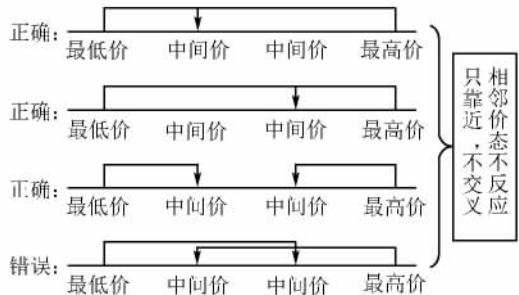 正确：
最低价 中间价 中间价 最高价
正确：
最低价 中间价 中间价 最高价
正确：
最低价 中间价 中间价 最高价
错误：
最低价 中间价 中间价 最高价
相邻价态不反应
只靠近，不交叉